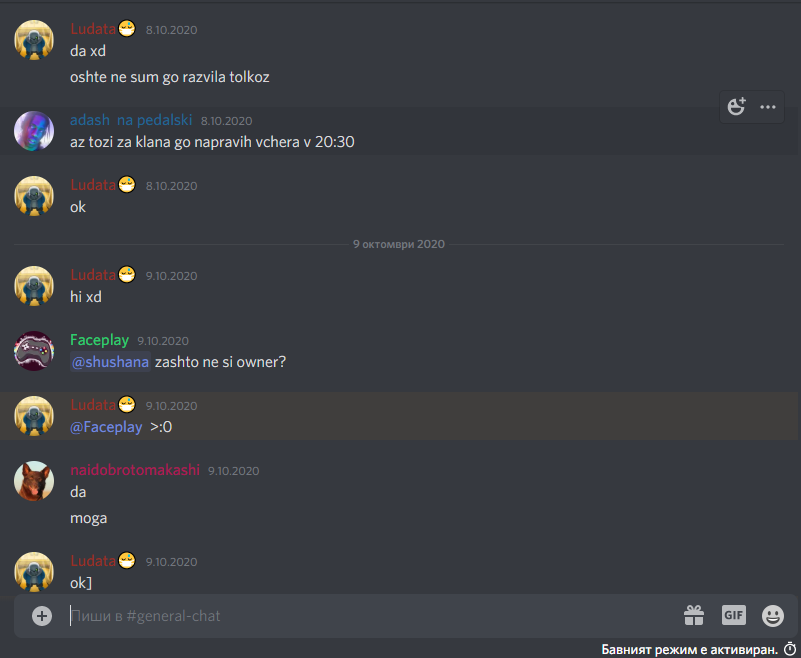 Ludata😷 8.10.2020
da xd
oshte ne sum go razvila tolkoz
adash na pedalski 8.10.2020
az tozi za klana go napravih vchera v 20:30
Ludata😷 8.10.2020
ok
9 октомври 2020
Ludata😷 9.10.2020
hi xd
Faceplay 9.10.2020
@shushana zashto ne si owner?
Ludata😷 9.10.2020
@Faceplay >:0
naidobrotomakashi 9.10.2020
da
moga
Ludata😷 9.10.2020
ok]
Пиши в #general-chat
GIF
Бавният режим е активиран.